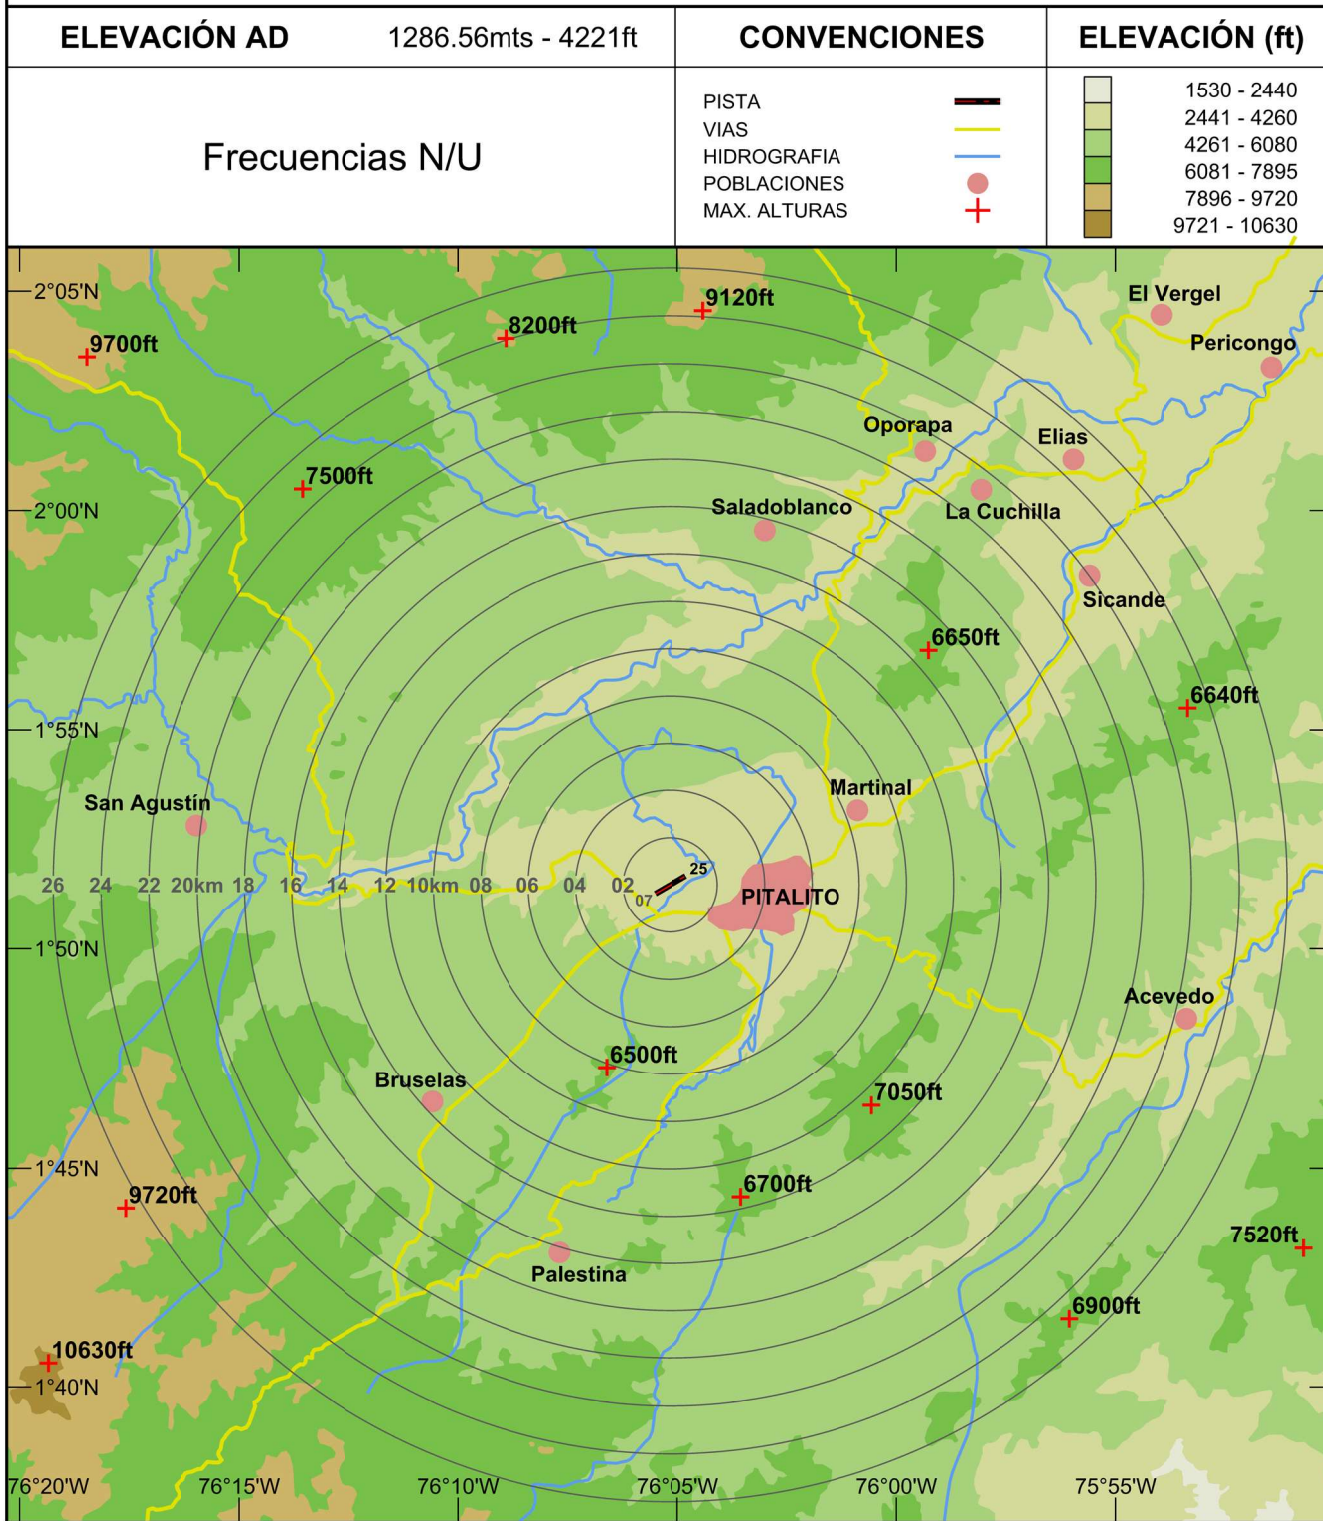 ELEVACIÓN AD 1286.56mts - 4221ft
CONVENCIONES
ELEVACIÓN (ft)
Frecuencias N/U
PISTA
VIAS
HIDROGRAFIA
POBLACIONES
MAX. ALTURAS
1530 - 2440
2441 - 4260
4261 - 6080
6081 - 7895
7896 - 9720
9721 - 10630
2°05'N
El Vergel
9120ft
8200ft
9700ft
Pericongo
Oporapa
Elias
7500ft
2°00'N
Saladoblanco
La Cuchilla
Sicande
6650ft
6640ft
1°55'N
Martinal
San Agustín
25
26 24 22 20km 18 16 14 12 10km 08 06 04 02
07
PITALITO
1°50'N
Acevedo
6500ft
Bruselas
7050ft
1°45'N
6700ft
9720ft
7520ft
Palestina
6900ft
10630ft
1°40'N
76°20'W 76°15'W 76°10'W 76°05'W 76°00'W 75°55'W